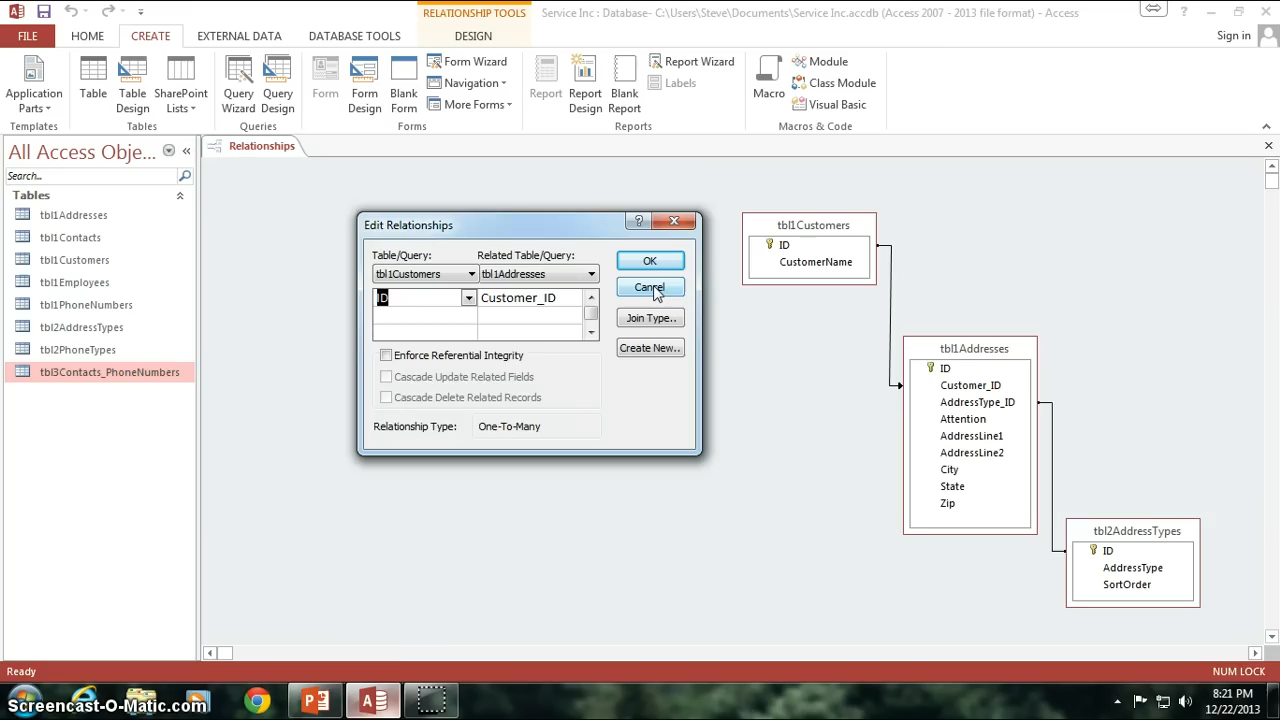 RELATIONSHIP TOOLS
Service Inc : Database- C:\Users\Steve\Documents\Service Inc.accdb (Access 2007 - 2013 file format) - Access
FILE
HOME
CREATE
EXTERNAL DATA
DATABASE TOOLS
DESIGN
Sign in
Application
Parts
Table
Table
Design
SharePoint
Lists
Query
Wizard
Query
Design
Form
Form
Design
Blank
Form
Form Wizard
Navigation
More Forms
Report
Report
Design
Blank
Report
Report Wizard
Labels
Macro
Module
Class Module
Visual Basic
Templates
Tables
Queries
Forms
Reports
Macros & Code
All Access Obje...
Search...
Tables
tbl1Addresses
tbl1Contacts
tbl1Customers
tbl1Employees
tbl1PhoneNumbers
tbl2AddressTypes
tbl2PhoneTypes
tbl3Contacts_PhoneNumbers
Relationships
Edit Relationships
Table/Query:
Related Table/Query:
tbl1Customers
tbl1Addresses
ID
Customer_ID
OK
Cancel
Join Type..
Create New..
Enforce Referential Integrity
Cascade Update Related Fields
Cascade Delete Related Records
Relationship Type:
One-To-Many
tbl1Customers
ID
CustomerName
tbl1Addresses
ID
Customer_ID
AddressType_ID
Attention
AddressLine1
AddressLine2
City
State
Zip
tbl2AddressTypes
ID
AddressType
SortOrder
Ready
NUM LOCK
Screencast-O-Matic.com
8:21 PM
12/22/2013